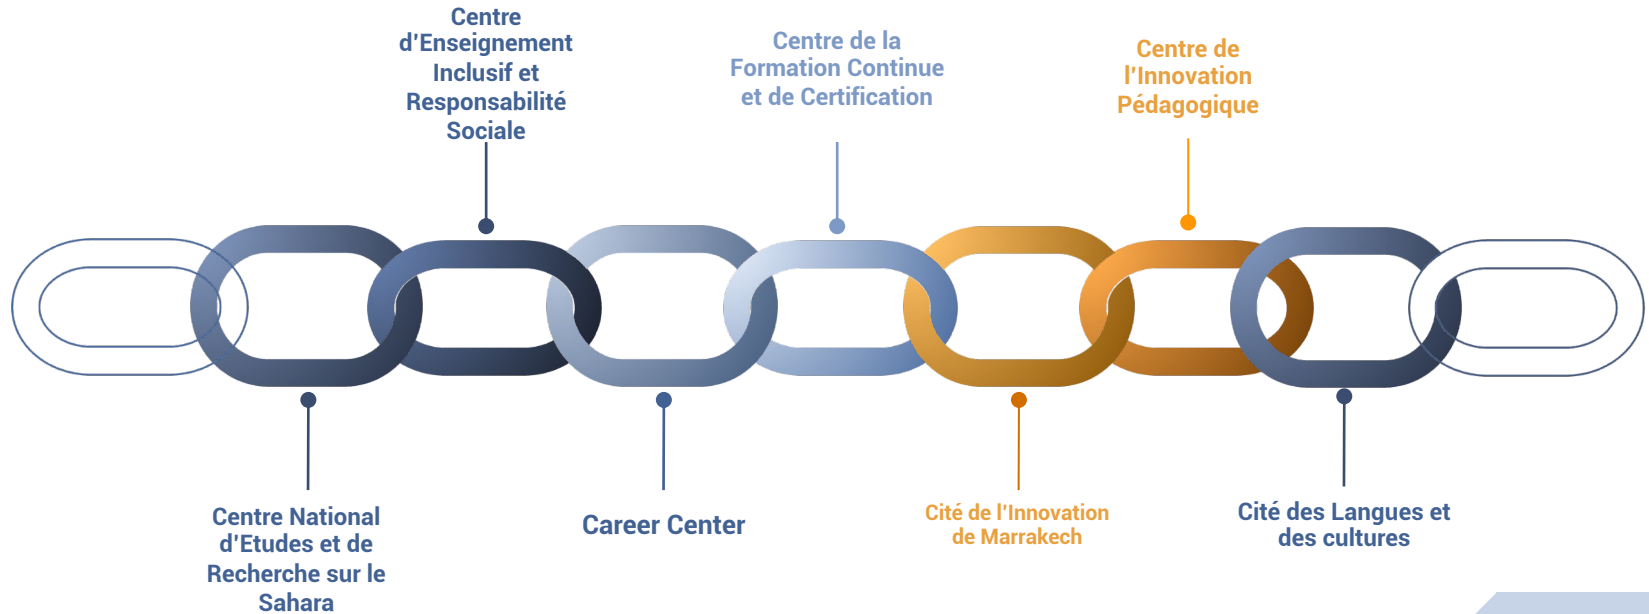 Centre
d'Enseignement
Inclusif et
Responsabilité
Sociale
Centre de la
Formation Continue
et de Certification
Centre de
l'Innovation
Pédagogique
Centre National
d'Etudes et de
Recherche sur le
Sahara
Career Center
Cité de l'Innovation
de Marrakech
Cité des Langues et
des cultures